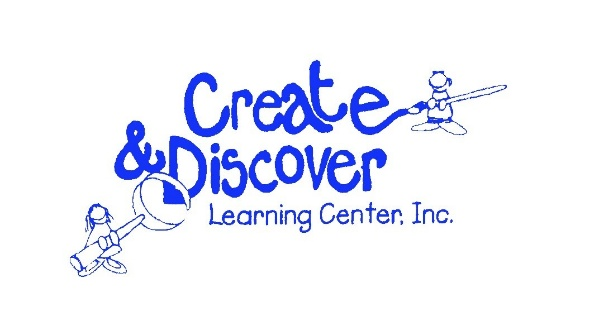 Create
& Discover
Learning Center, Inc.